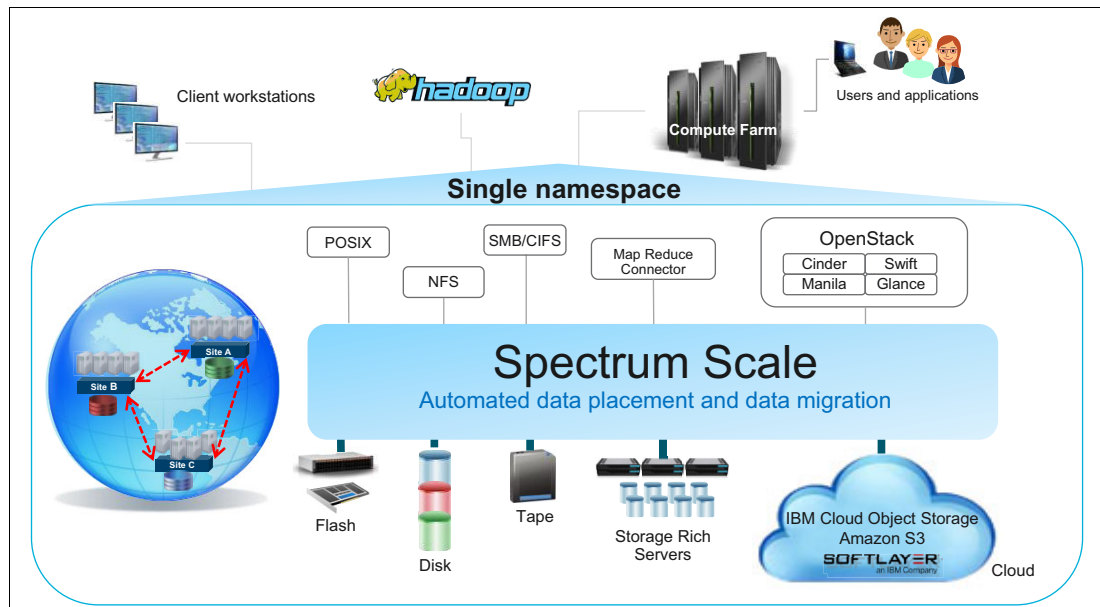 Client workstations
hadoop
Compute Farm
Users and applications
Single namespace
POSIX
NFS
SMB/CIFS
Map Reduce
Connector
OpenStack
Cinder
Swift
Manila
Glance
Site A
Site B
Site C
Spectrum Scale
Automated data placement and data migration
Flash
Disk
Tape
Storage Rich
Servers
IBM Cloud Object Storage
Amazon S3
SOFTLAYER
an IBM Company
Cloud